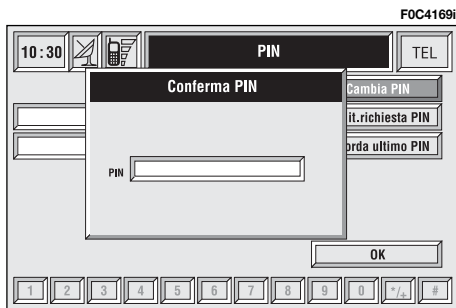 F0C4169i
10:30 PIN TEL
Conferma PIN
Cambia PIN
it.richiesta PIN
orda ultimo PIN
PIN
OK
1 2 3 4 5 6 7 8 9 0 */+ #